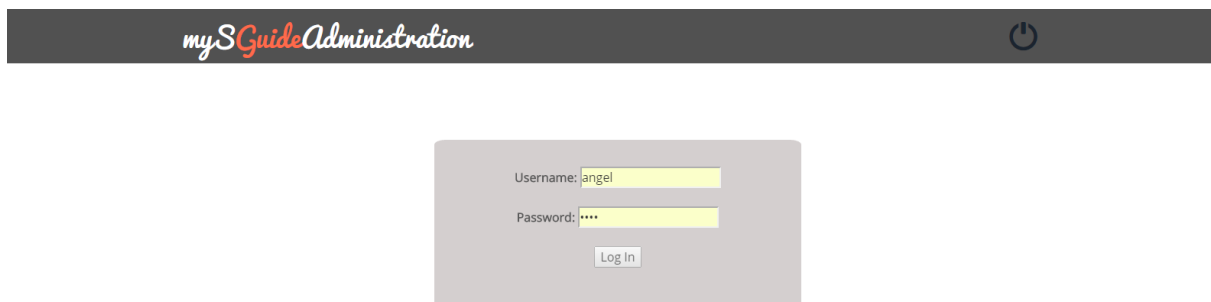 mySGuideAdministration
Username: angel
Password: ••••
Log In